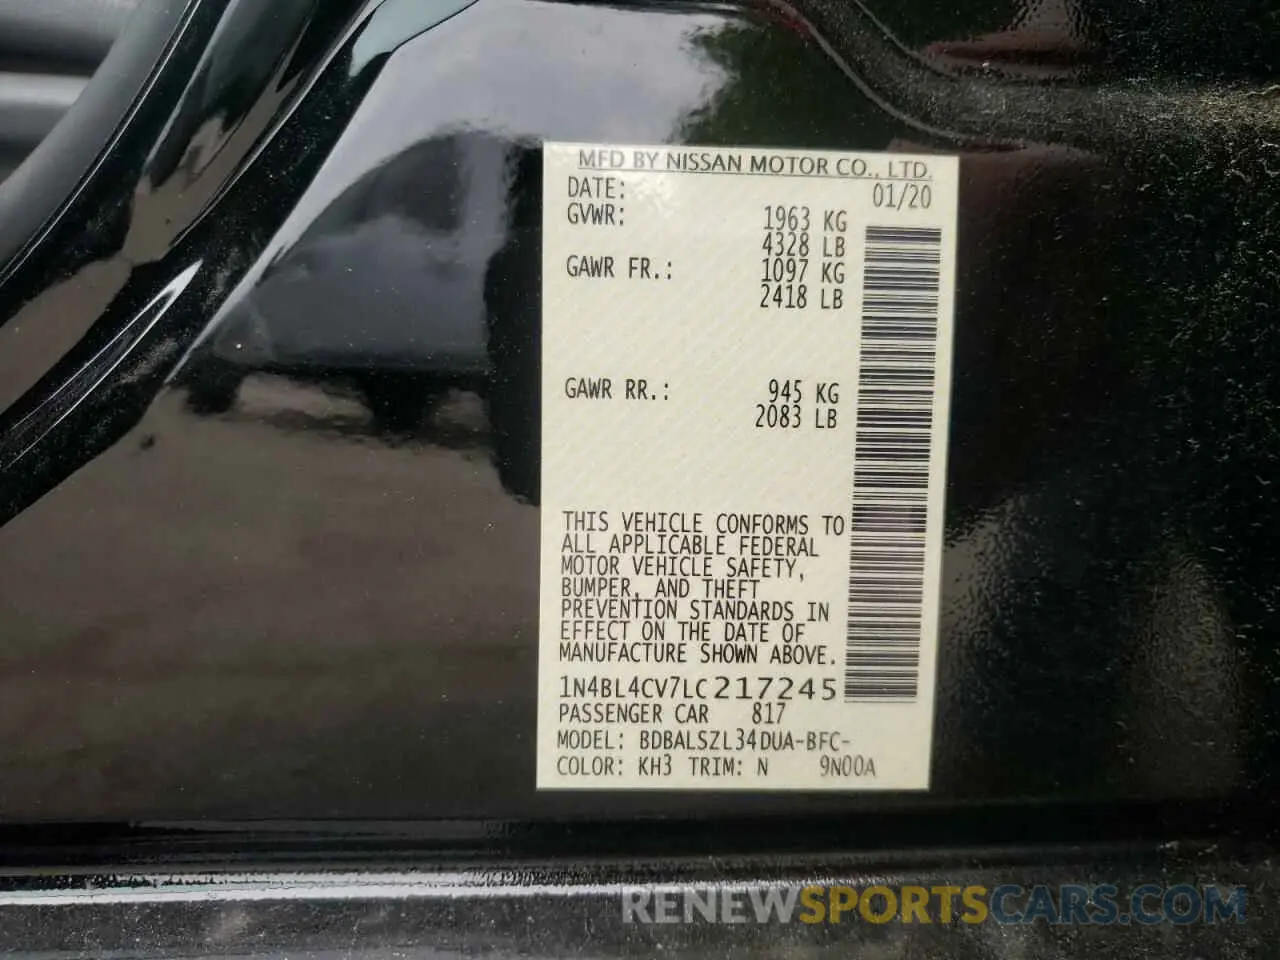 MFD BY NISSAN MOTOR CO., LTD.
DATE: 01/20
GVWR: 1963 KG
4328 LB
GAWR FR.: 1097 KG
2418 LB
GAWR RR.: 945 KG
2083 LB
THIS VEHICLE CONFORMS TO
ALL APPLICABLE FEDERAL
MOTOR VEHICLE SAFETY,
BUMPER, AND THEFT
PREVENTION STANDARDS IN
EFFECT ON THE DATE OF
MANUFACTURE SHOWN ABOVE.
1N4BL4CV7LC217245
PASSENGER CAR 817
MODEL: BDBALSZL34DUA-BFC-
COLOR: KH3 TRIM: N 9N00A
RENEWSPORTSCARS.COM